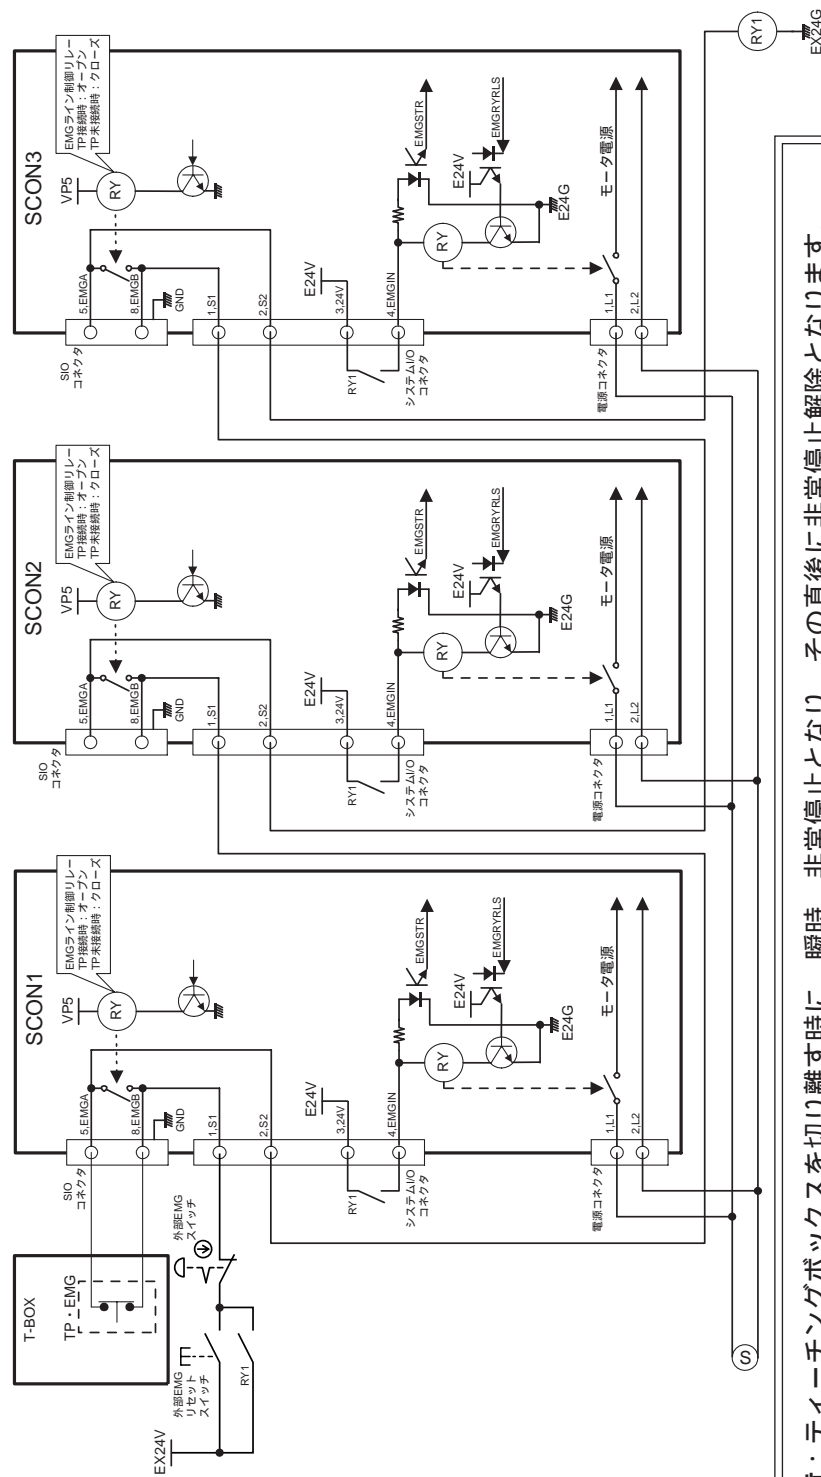 T-BOX
TP・EMG
EX24V
外部EMG
リセット
スイッチ
RY1
外部EMG
スイッチ
SCON1
SIO
コネクタ
5,EMGA
8,EMGB
GND
VP5
RY
EMGライン制御リレー
TP接続時：オープン
TP未接続時：クローズ
1,S1
2,S2
3,24V
4,EMGIN
E24V
RY1
システムI/O
コネクタ
RY
EMGSTR
E24V
EMGRYRLS
E24G
電源コネクタ
1,L1
2,L2
モータ電源
SCON2
SIO
コネクタ
5,EMGA
8,EMGB
GND
VP5
RY
EMGライン制御リレー
TP接続時：オープン
TP未接続時：クローズ
1,S1
2,S2
3,24V
4,EMGIN
E24V
RY1
システムI/O
コネクタ
RY
EMGSTR
E24V
EMGRYRLS
E24G
電源コネクタ
1,L1
2,L2
モータ電源
SCON3
SIO
コネクタ
5,EMGA
8,EMGB
GND
VP5
RY
EMGライン制御リレー
TP接続時：オープン
TP未接続時：クローズ
1,S1
2,S2
3,24V
4,EMGIN
E24V
RY1
システムI/O
コネクタ
RY
EMGSTR
E24V
EMGRYRLS
E24G
電源コネクタ
1,L1
2,L2
モータ電源
S
RY1
EX24G
：ティーチングボックスを切り離す時に、一瞬時、非常停止となり、その直後に非常停止解除となります